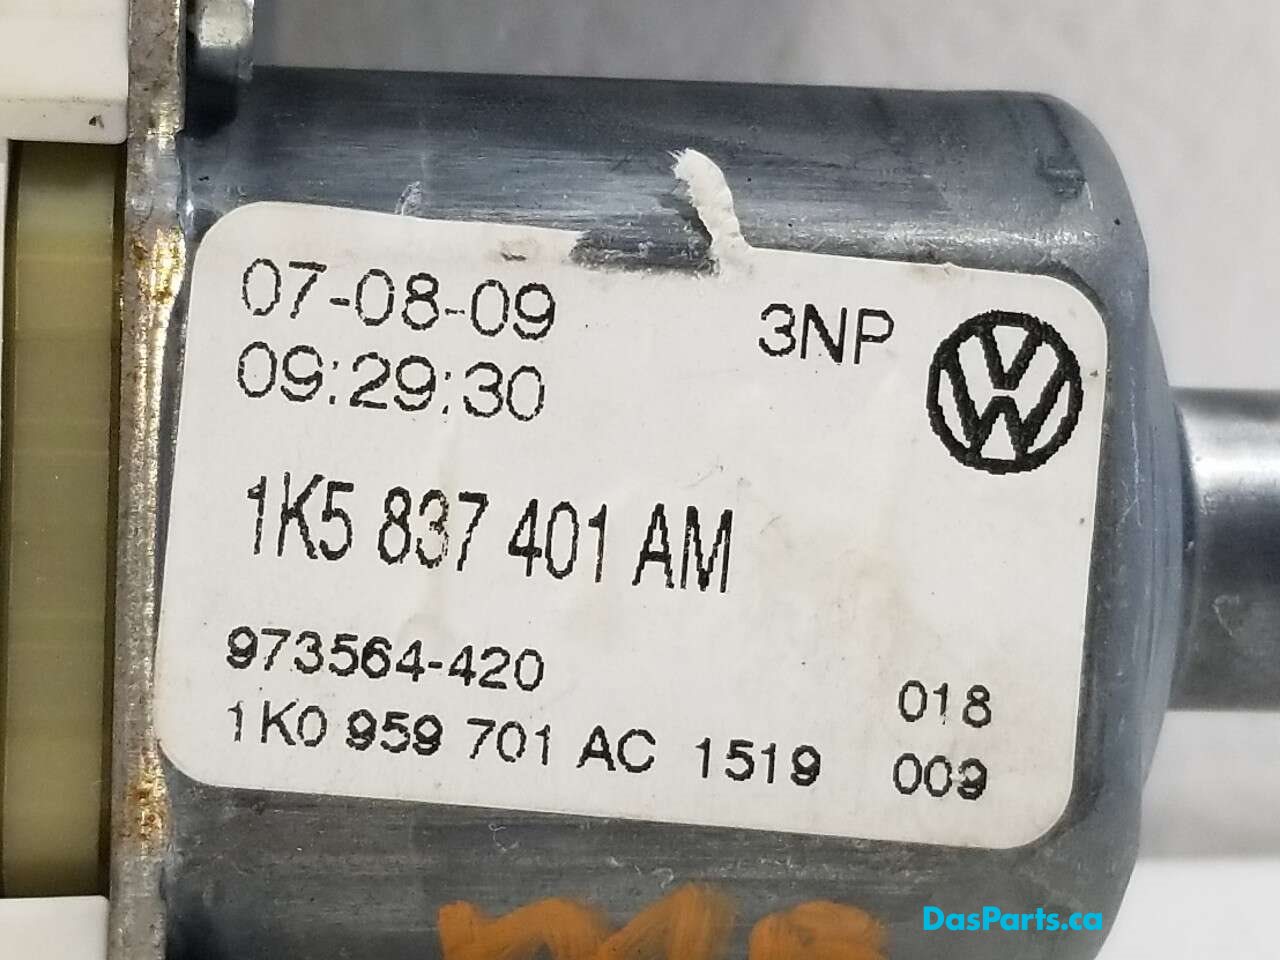 07-08-09
09:29:30
3NP
VW
1K5 837 401 AM
973564-420
018
1K0 959 701 AC 1519
009
DasParts.ca